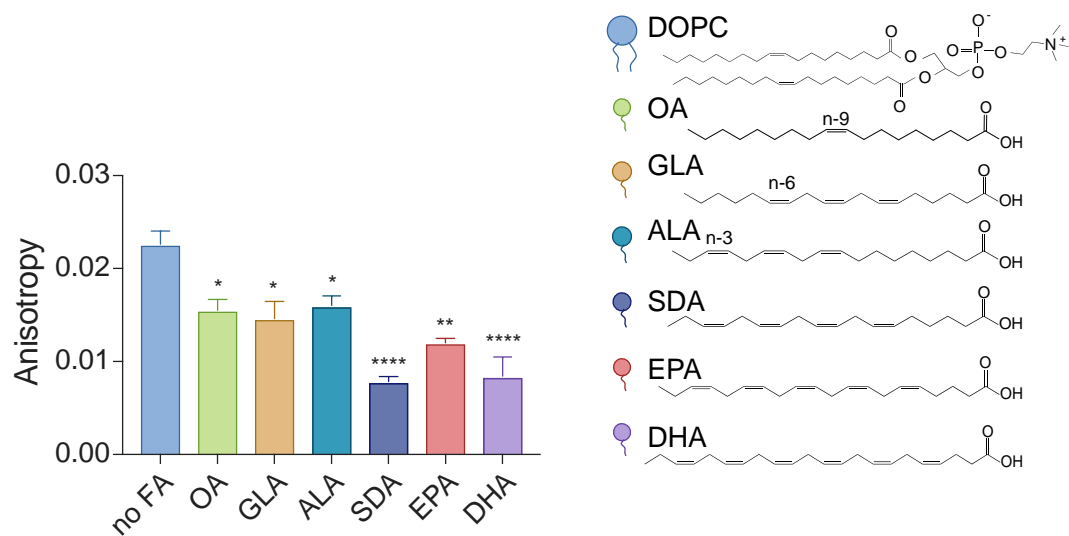 Anisotropy
0.03
0.02
0.01
0.00
*
*
*
****
**
****
no FA
OA
GLA
ALA
SDA
EPA
DHA
DOPC
O
O
O
O
O
P
O-
O
O
N+
OA
n-9
O
OH
GLA
n-6
O
OH
ALA
n-3
O
OH
SDA
O
OH
EPA
O
OH
DHA
O
OH